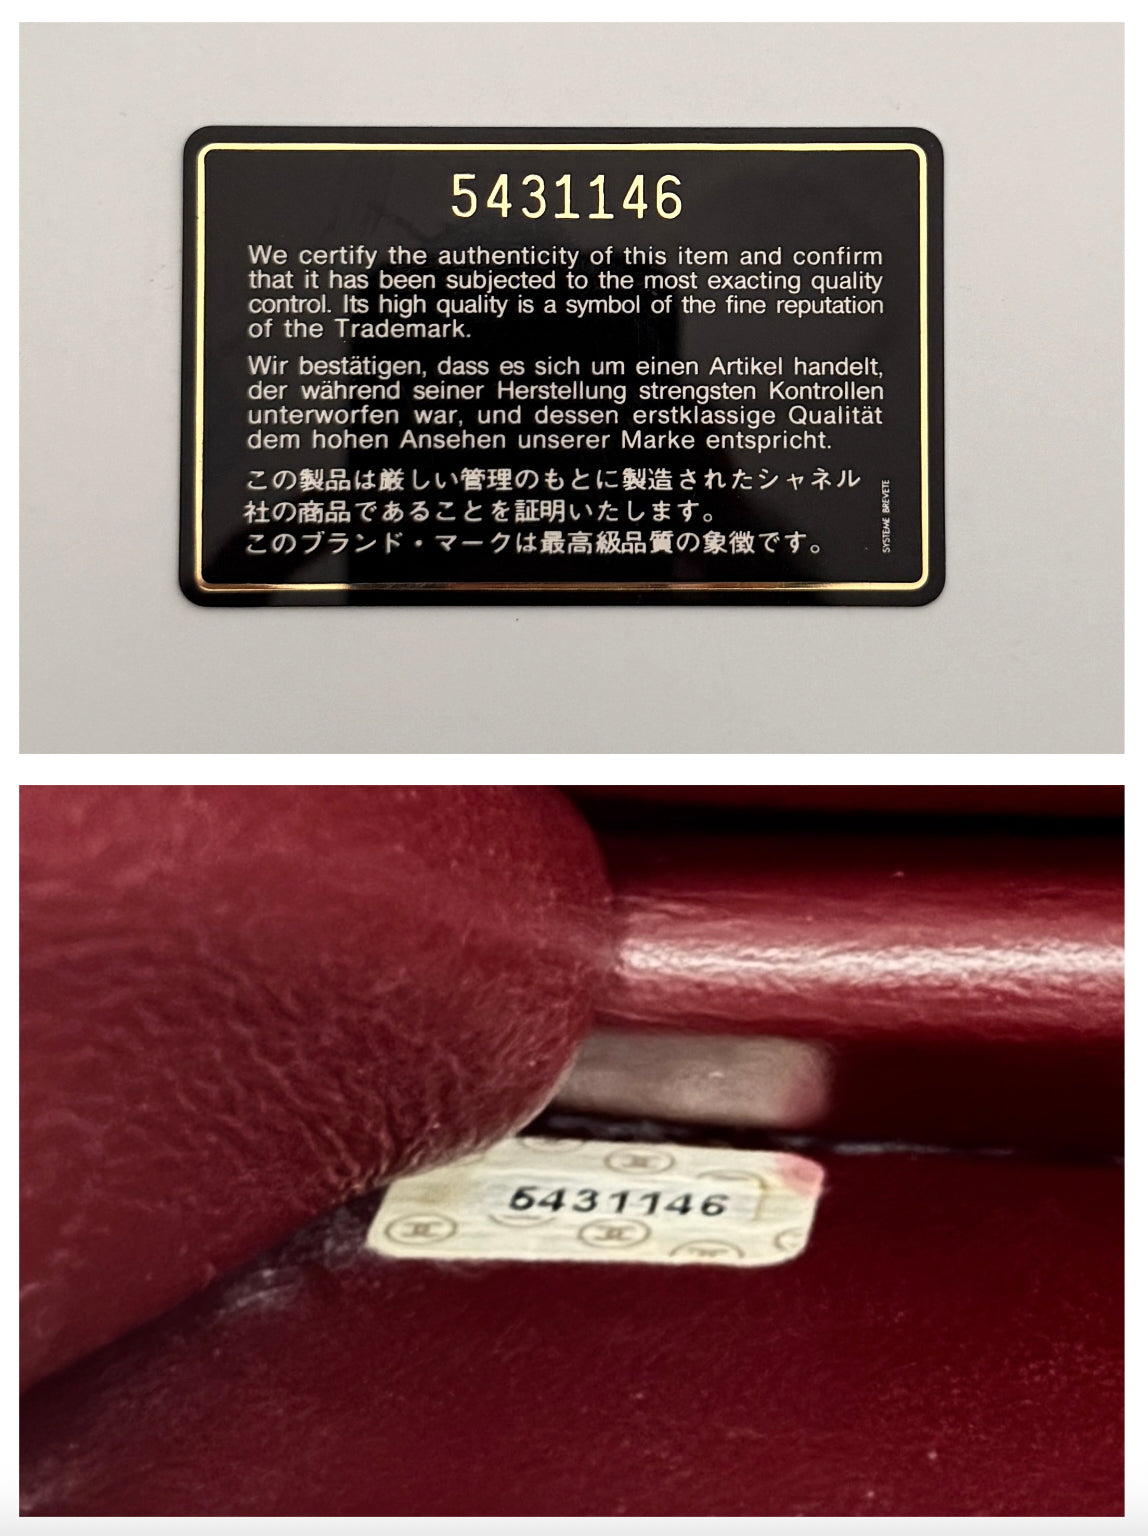 5431146
We certify the authenticity of this item and confirm
that it has been subjected to the most exacting quality
control. Its high quality is a symbol of the fine reputation
of the Trademark.
Wir bestätigen, dass es sich um einen Artikel handelt,
der während seiner Herstellung strengsten Kontrollen
unterworfen war, und dessen erstklassige Qualität
dem hohen Ansehen unserer Marke entspricht.
この製品は厳しい管理のもとに製造されたシャネル
社の商品であることを証明いたします。
このブランド・マークは最高級品質の象徴です。
SYSTEME BREVETE
5431146